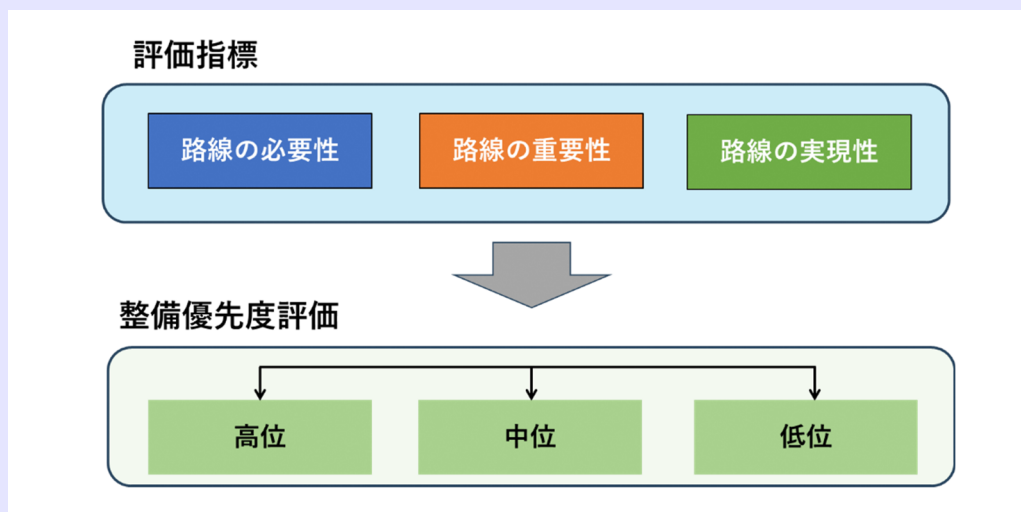 評価指標
路線の必要性
路線の重要性
路線の実現性
整備優先度評価
高位
中位
低位